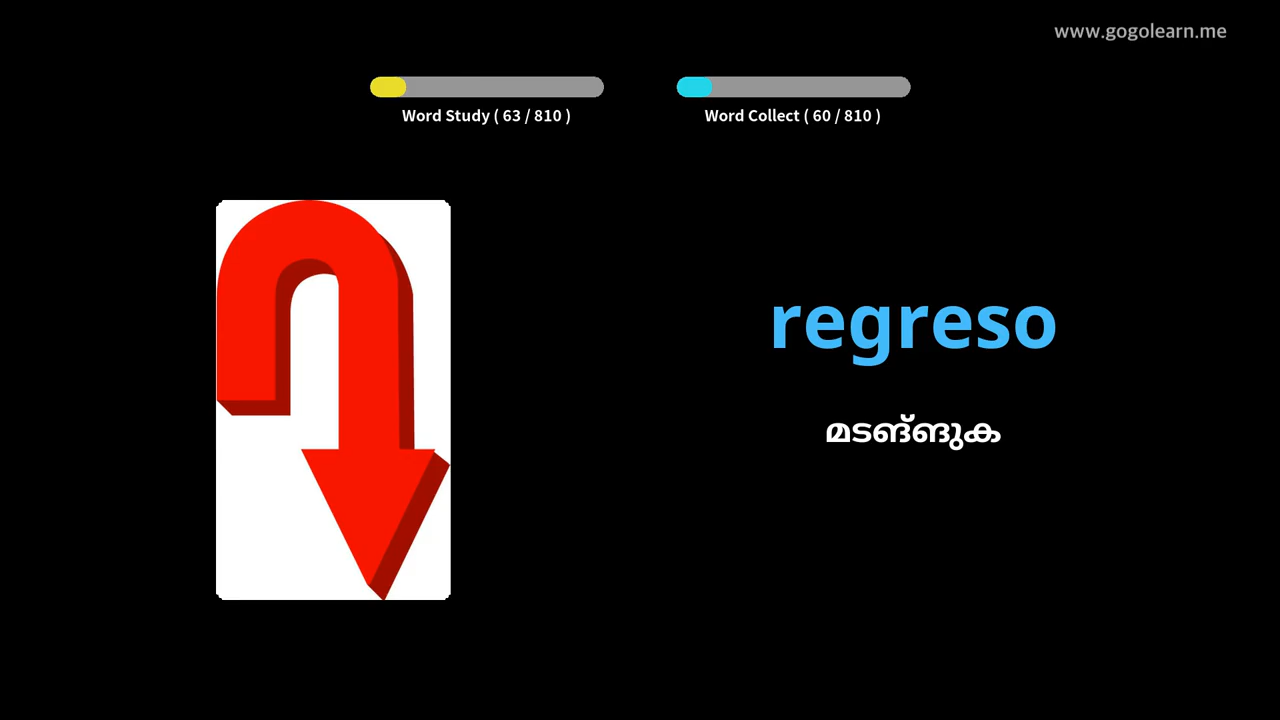 www.gogolearn.me
Word Study ( 63 / 810 )
Word Collect ( 60 / 810 )
regreso
മടങ്ങുക